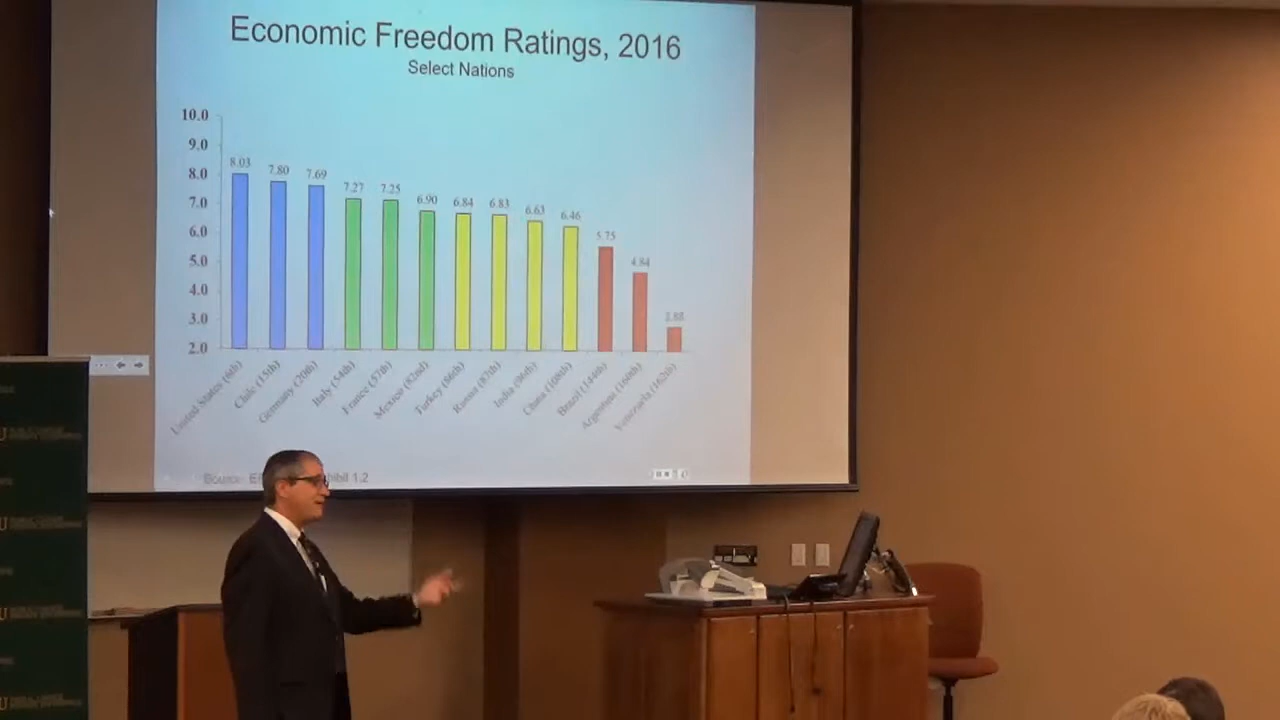 Economic Freedom Ratings, 2016
Select Nations
10.0
9.0
8.0
7.0
6.0
5.0
4.0
3.0
2.0
8.03
7.80
7.69
7.27
7.25
6.90
6.84
6.83
6.63
6.46
5.75
4.84
2.88
United States (6th)
Chile (15th)
Germany (20th)
Italy (54th)
France (57th)
Mexico (82nd)
Turkey (86th)
Russia (87th)
India (96th)
China (108th)
Brazil (144th)
Argentina (160th)
Venezuela (162th)
Source: 1.2